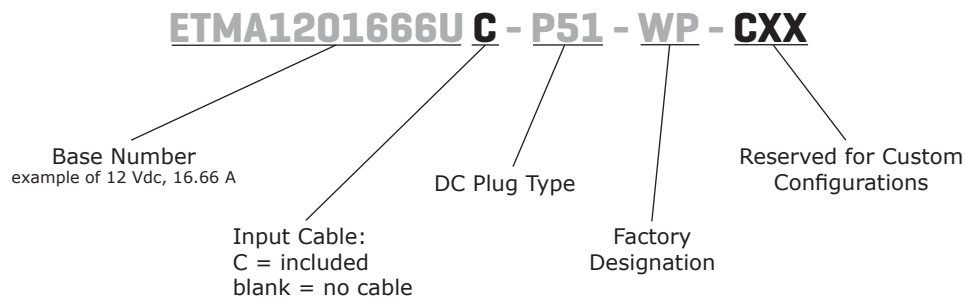 ETMA1201666U C - P51 - WP - CXX
Base Number
example of 12 Vdc, 16.66 A
Input Cable:
C = included
blank = no cable
DC Plug Type
Factory
Designation
Reserved for Custom
Configurations